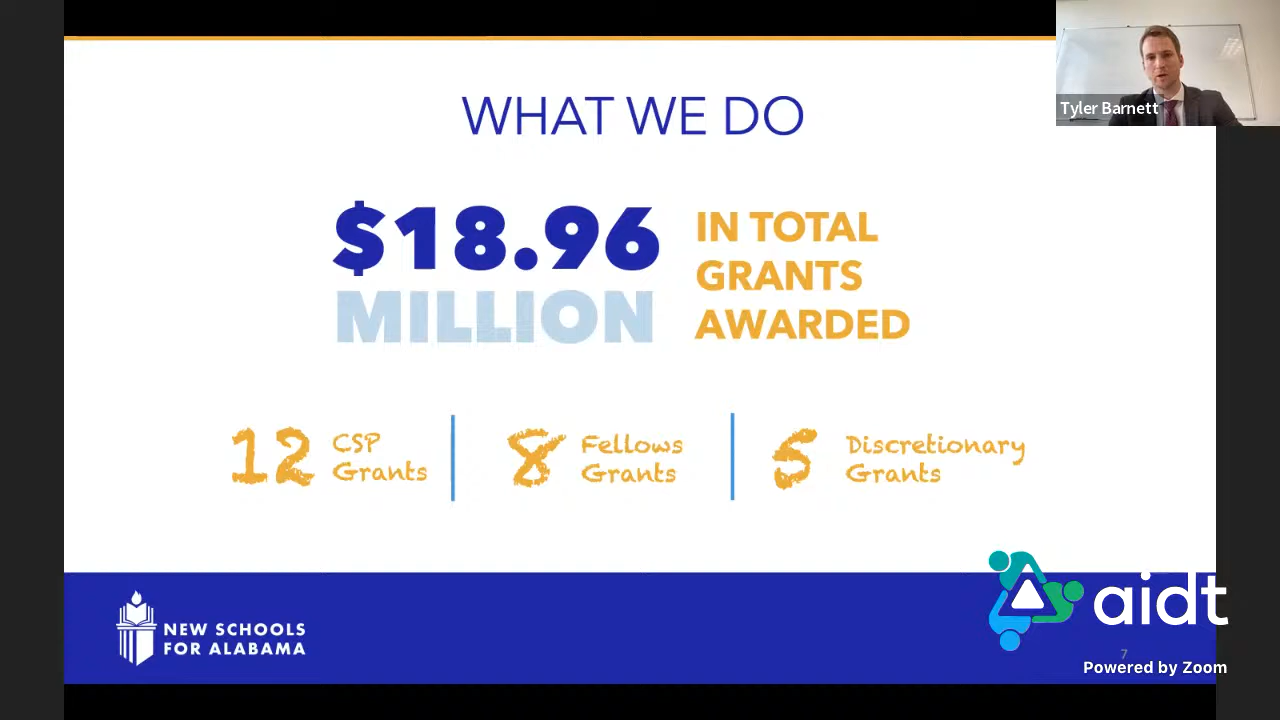 WHAT WE DO
$18.96
MILLION
IN TOTAL
GRANTS
AWARDED
12
CSP
Grants
8
Fellows
Grants
5
Discretionary
Grants
NEW SCHOOLS
FOR ALABAMA
Tyler Barnett
aidt
7
Powered by Zoom